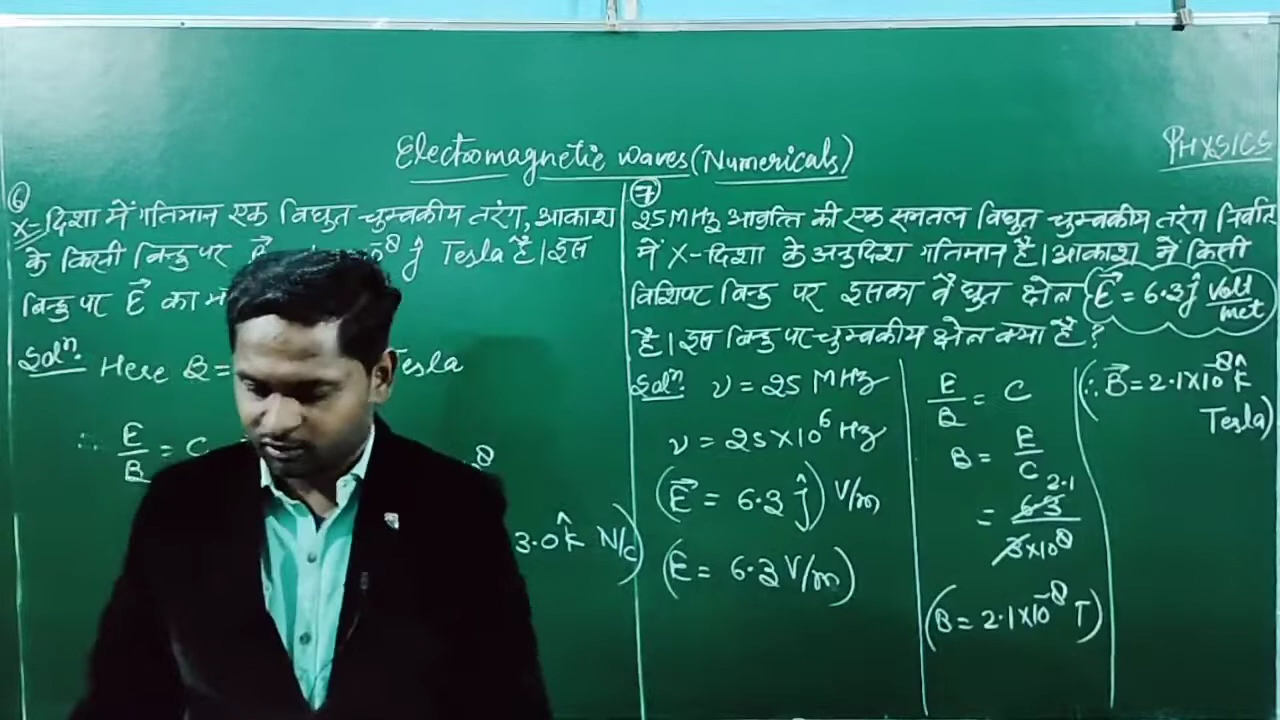 Electromagnetic waves (Numericals)
PHYSICS
⑥
X-दिशा में गतिमान एक विद्युत चुम्बकीय तरंग, आकाश
के किसी बिन्दु पर ĵ Tesla है। इस
बिन्दु पर E⃗ का
Solⁿ. Here B = Tesla
∴ E/B = C
3.0k̂ N/C)
⑦
25 MHz आवृत्ति की एक समतल विद्युत चुम्बकीय तरंग निर्वात
में X-दिशा के अनुदिश गतिमान है। आकाश में किसी
विशिष्ट बिन्दु पर इसका वैद्युत क्षेत्र E⃗ = 6.3ĵ Volt/met
है। इस बिन्दु पर चुम्बकीय क्षेत्र क्या है?
Solⁿ. ν = 25 MHz
ν = 25×10⁶ Hz
(E⃗ = 6.3 ĵ) V/m
(E = 6.3 V/m)
E/B = C
B = E/C
= 6.3/3×10⁸
2.1
(B = 2.1×10⁻⁸ T)
(∴ B⃗ = 2.1×10⁻⁸ k̂
Tesla)